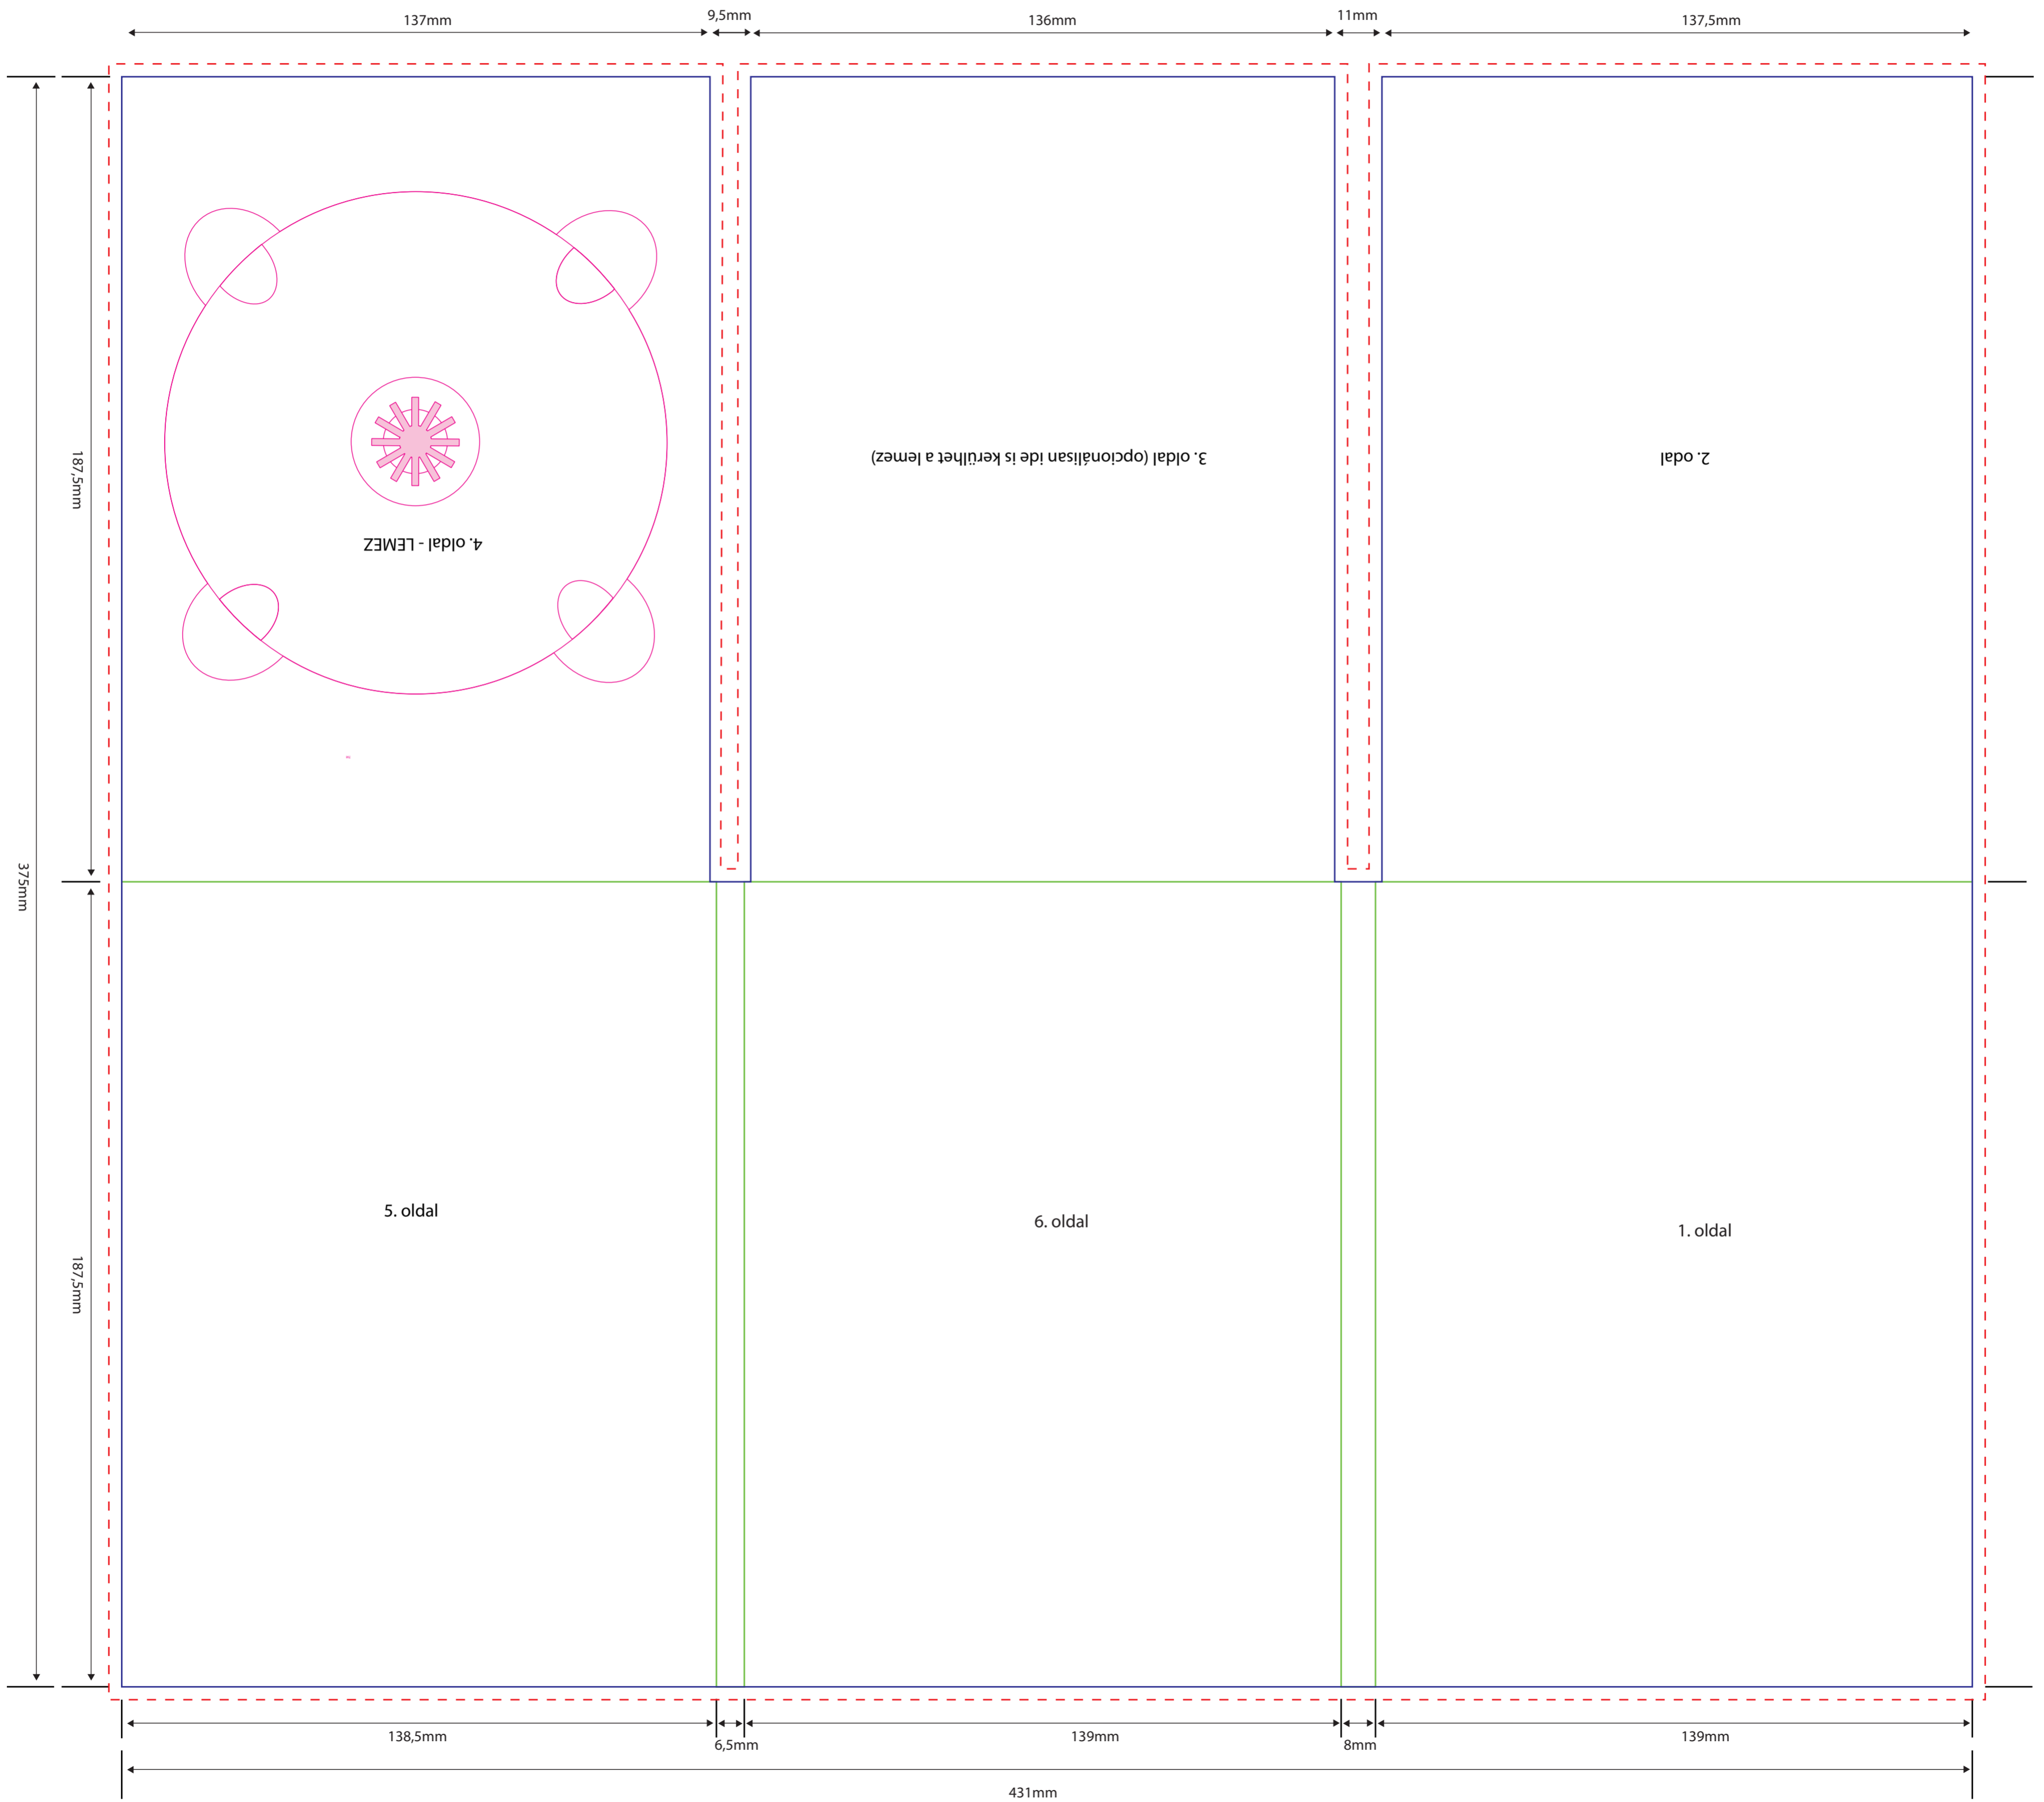 137mm
9,5mm
136mm
11mm
137,5mm
187,5mm
375mm
4. oldal - LEMEZ
3. oldal (opcionálisan ide is kerülhet a lemez)
2. odal
187,5mm
5. oldal
6. oldal
1. oldal
138,5mm
6,5mm
139mm
8mm
139mm
431mm